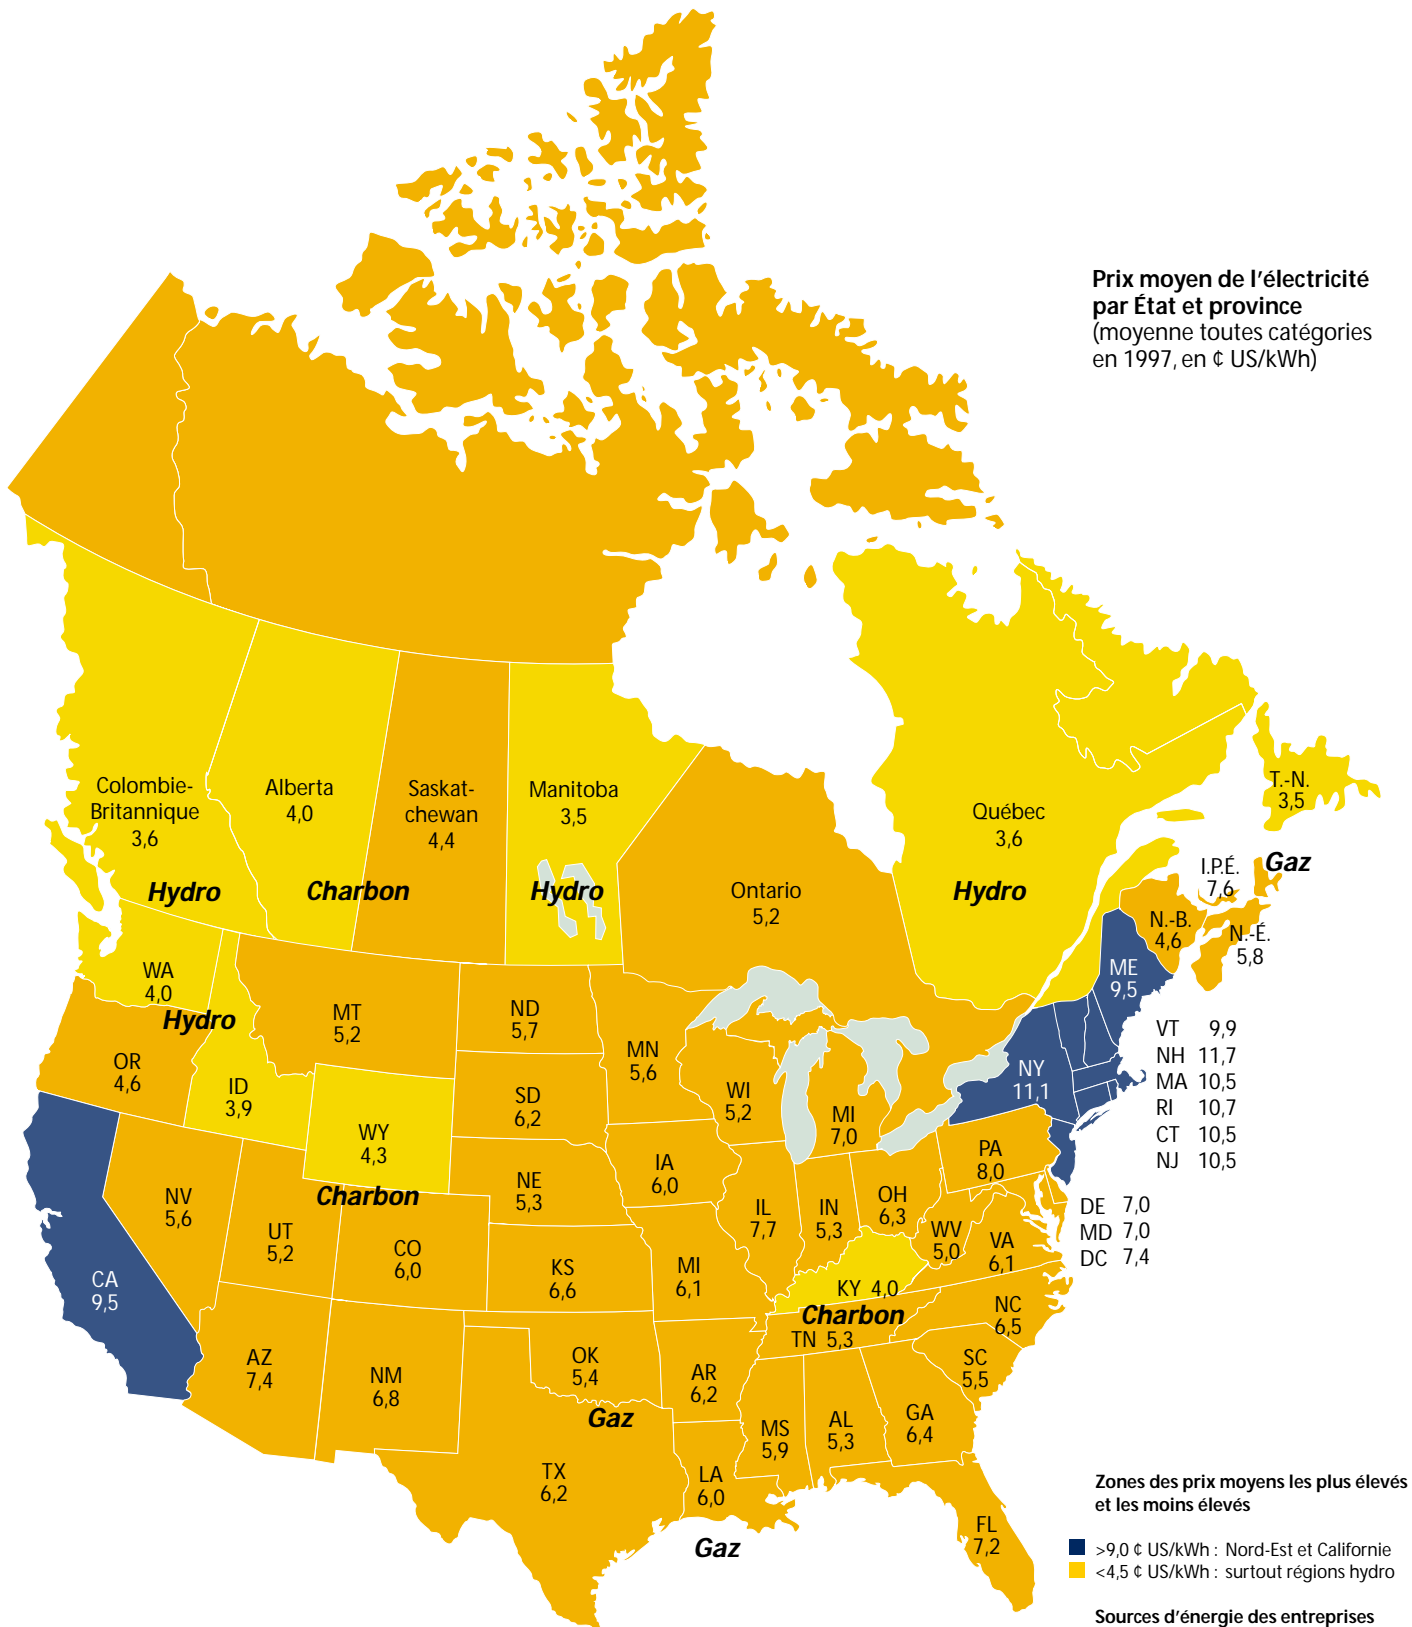 Prix moyen de l'électricité
par État et province
(moyenne toutes catégories
en 1997, en ¢ US/kWh)
Colombie-
Britannique
3,6
Alberta
4,0
Saskat-
chewan
4,4
Manitoba
3,5
Québec
3,6
T.-N.
3,5
Hydro
Charbon
Hydro
Ontario
5,2
Hydro
I.P.É.
7,6
Gaz
N.-B.
4,6
N.-É.
5,8
WA
4,0
Hydro
MT
5,2
ND
5,7
ME
9,5
OR
4,6
ID
3,9
MN
5,6
WI
5,2
MI
7,0
NY
11,1
VT 9,9
NH 11,7
MA 10,5
RI 10,7
CT 10,5
NJ 10,5
SD
6,2
WY
4,3
Charbon
IA
6,0
PA
8,0
NE
5,3
NV
5,6
UT
5,2
CO
6,0
IL
7,7
IN
5,3
OH
6,3
WV
5,0
VA
6,1
DE 7,0
MD 7,0
DC 7,4
CA
9,5
KS
6,6
MI
6,1
KY 4,0
Charbon
TN 5,3
NC
6,5
AZ
7,4
NM
6,8
OK
5,4
Gaz
AR
6,2
SC
5,5
MS
5,9
AL
5,3
GA
6,4
TX
6,2
LA
6,0
Gaz
FL
7,2
Zones des prix moyens les plus élevés
et les moins élevés
>9,0 ¢ US/kWh : Nord-Est et Californie
<4,5 ¢ US/kWh : surtout régions hydro
Sources d'énergie des entreprises